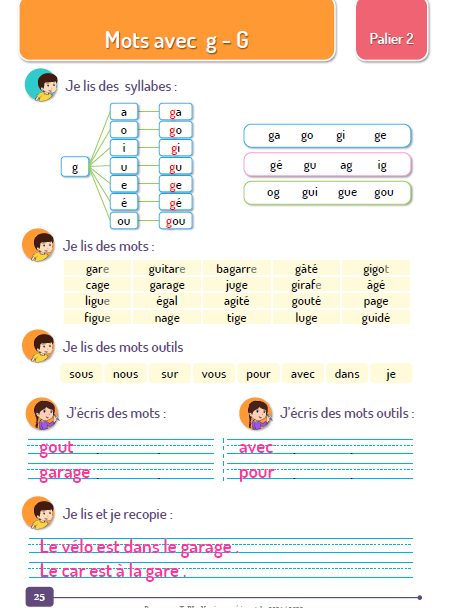 Mots avec g - G
Palier 2
Je lis des syllabes :
a ga
o go
i gi
g u gu
e ge
é gé
ou gou
ga go gi ge
gé gu ag ig
og gui gue gou
Je lis des mots :
gare guitare bagarre gâté gigot
cage garage juge girafe âgé
ligue égal agité gouté page
figue nage tige luge guidé
Je lis des mots outils
sous nous sur vous pour avec dans je
J'écris des mots :
J'écris des mots outils :
gout . .
avec . .
garage . .
pour . .
Je lis et je recopie :
Le vélo est dans le garage .
Le car est à la gare .
25